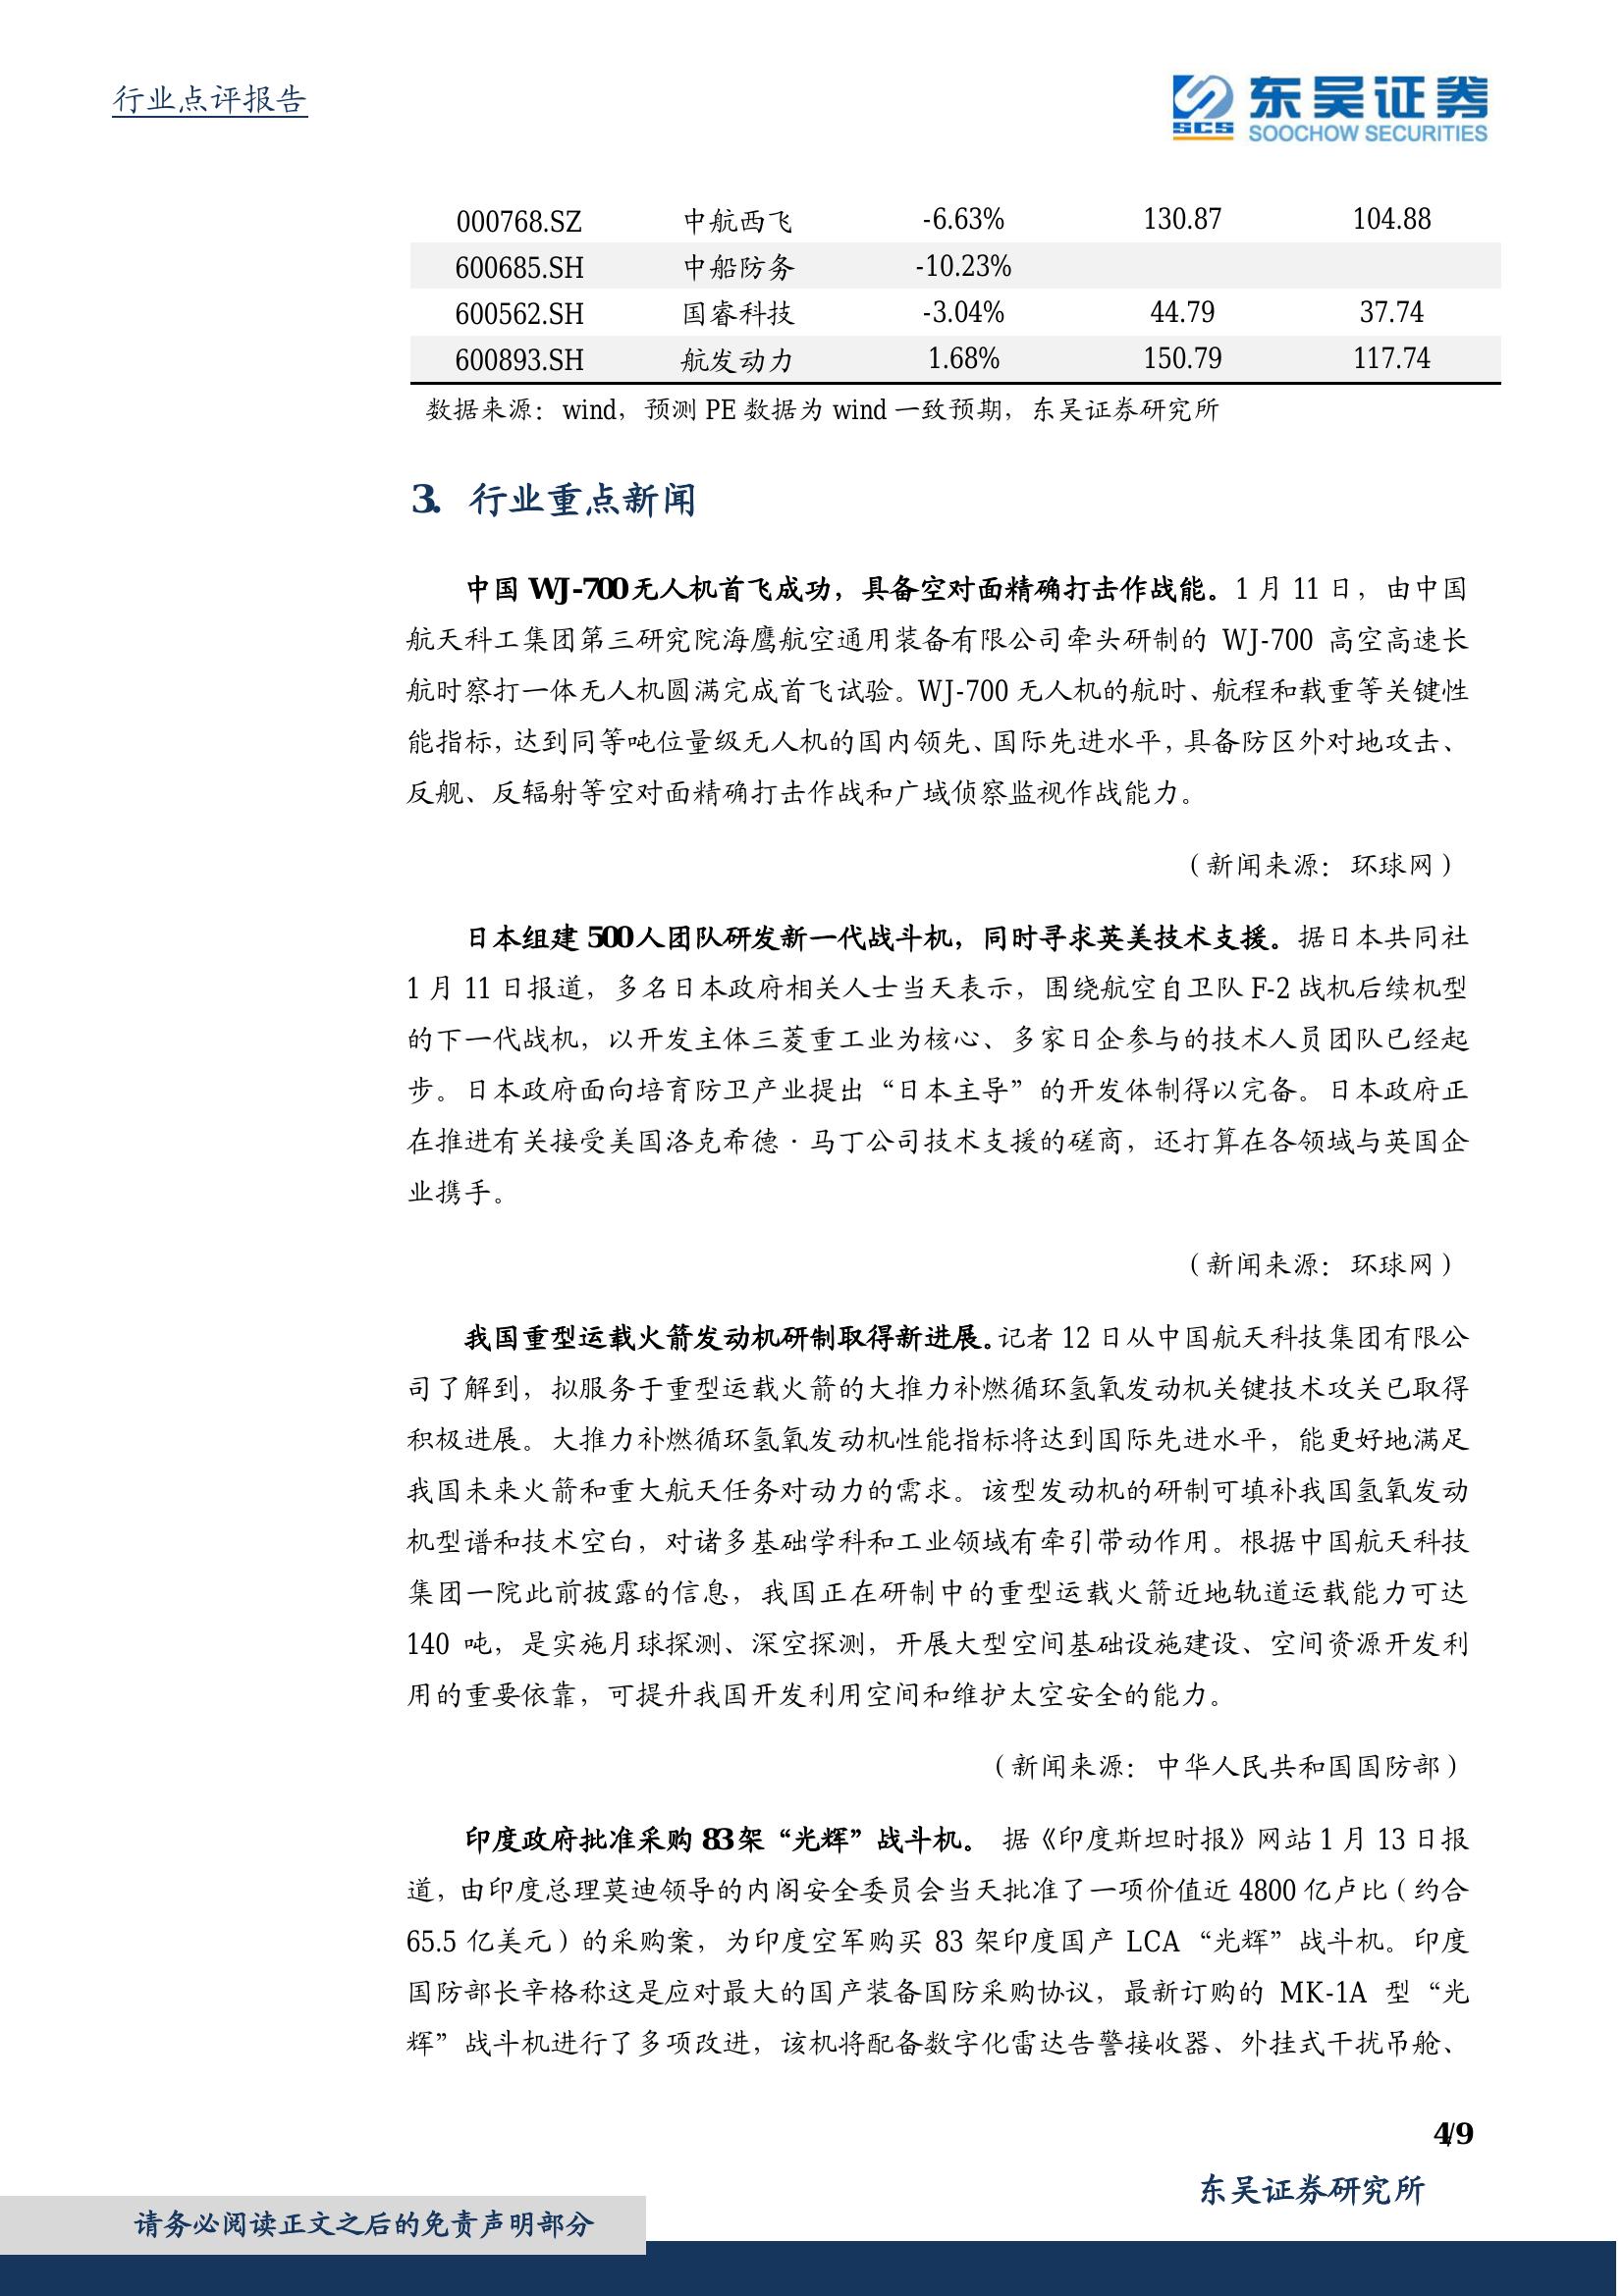 行业点评报告
SCS 东吴证券
SOOCHOW SECURITIES
000768.SZ 中航西飞 -6.63% 130.87 104.88
600685.SH 中船防务 -10.23%
600562.SH 国睿科技 -3.04% 44.79 37.74
600893.SH 航发动力 1.68% 150.79 117.74
数据来源：wind，预测 PE 数据为 wind 一致预期，东吴证券研究所
3. 行业重点新闻
中国 WJ-700 无人机首飞成功，具备空对面精确打击作战能。1 月 11 日，由中国
航天科工集团第三研究院海鹰航空通用装备有限公司牵头研制的 WJ-700 高空高速长
航时察打一体无人机圆满完成首飞试验。WJ-700 无人机的航时、航程和载重等关键性
能指标，达到同等吨位量级无人机的国内领先、国际先进水平，具备防区外对地攻击、
反舰、反辐射等空对面精确打击作战和广域侦察监视作战能力。
（新闻来源：环球网）
日本组建 500 人团队研发新一代战斗机，同时寻求英美技术支援。据日本共同社
1 月 11 日报道，多名日本政府相关人士当天表示，围绕航空自卫队 F-2 战机后续机型
的下一代战机，以开发主体三菱重工业为核心、多家日企参与的技术人员团队已经起
步。日本政府面向培育防卫产业提出“日本主导”的开发体制得以完备。日本政府正
在推进有关接受美国洛克希德·马丁公司技术支援的磋商，还打算在各领域与英国企
业携手。
（新闻来源：环球网）
我国重型运载火箭发动机研制取得新进展。记者 12 日从中国航天科技集团有限公
司了解到，拟服务于重型运载火箭的大推力补燃循环氢氧发动机关键技术攻关已取得
积极进展。大推力补燃循环氢氧发动机性能指标将达到国际先进水平，能更好地满足
我国未来火箭和重大航天任务对动力的需求。该型发动机的研制可填补我国氢氧发动
机型谱和技术空白，对诸多基础学科和工业领域有牵引带动作用。根据中国航天科技
集团一院此前披露的信息，我国正在研制中的重型运载火箭近地轨道运载能力可达
140 吨，是实施月球探测、深空探测，开展大型空间基础设施建设、空间资源开发利
用的重要依靠，可提升我国开发利用空间和维护太空安全的能力。
（新闻来源：中华人民共和国国防部）
印度政府批准采购 83 架“光辉”战斗机。 据《印度斯坦时报》网站 1 月 13 日报
道，由印度总理莫迪领导的内阁安全委员会当天批准了一项价值近 4800 亿卢比（约合
65.5 亿美元）的采购案，为印度空军购买 83 架印度国产 LCA“光辉”战斗机。印度
国防部长辛格称这是应对最大的国产装备国防采购协议，最新订购的 MK-1A 型“光
辉”战斗机进行了多项改进，该机将配备数字化雷达告警接收器、外挂式干扰吊舱、
4/9
东吴证券研究所
请务必阅读正文之后的免责声明部分